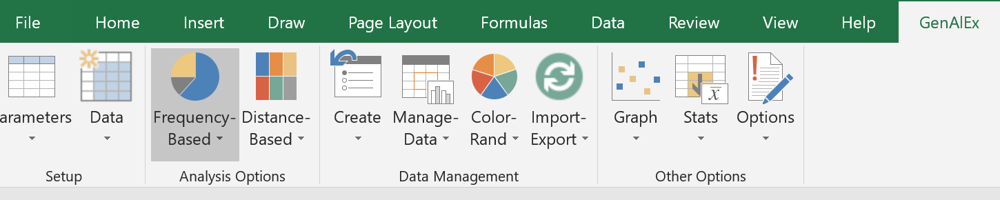 File Home Insert Draw Page Layout Formulas Data Review View Help GenAlEx
arameters Data Frequency- Distance- Create Manage- Color- Import- Graph Stats Options
Based Based Data Rand Export
Setup Analysis Options Data Management Other Options